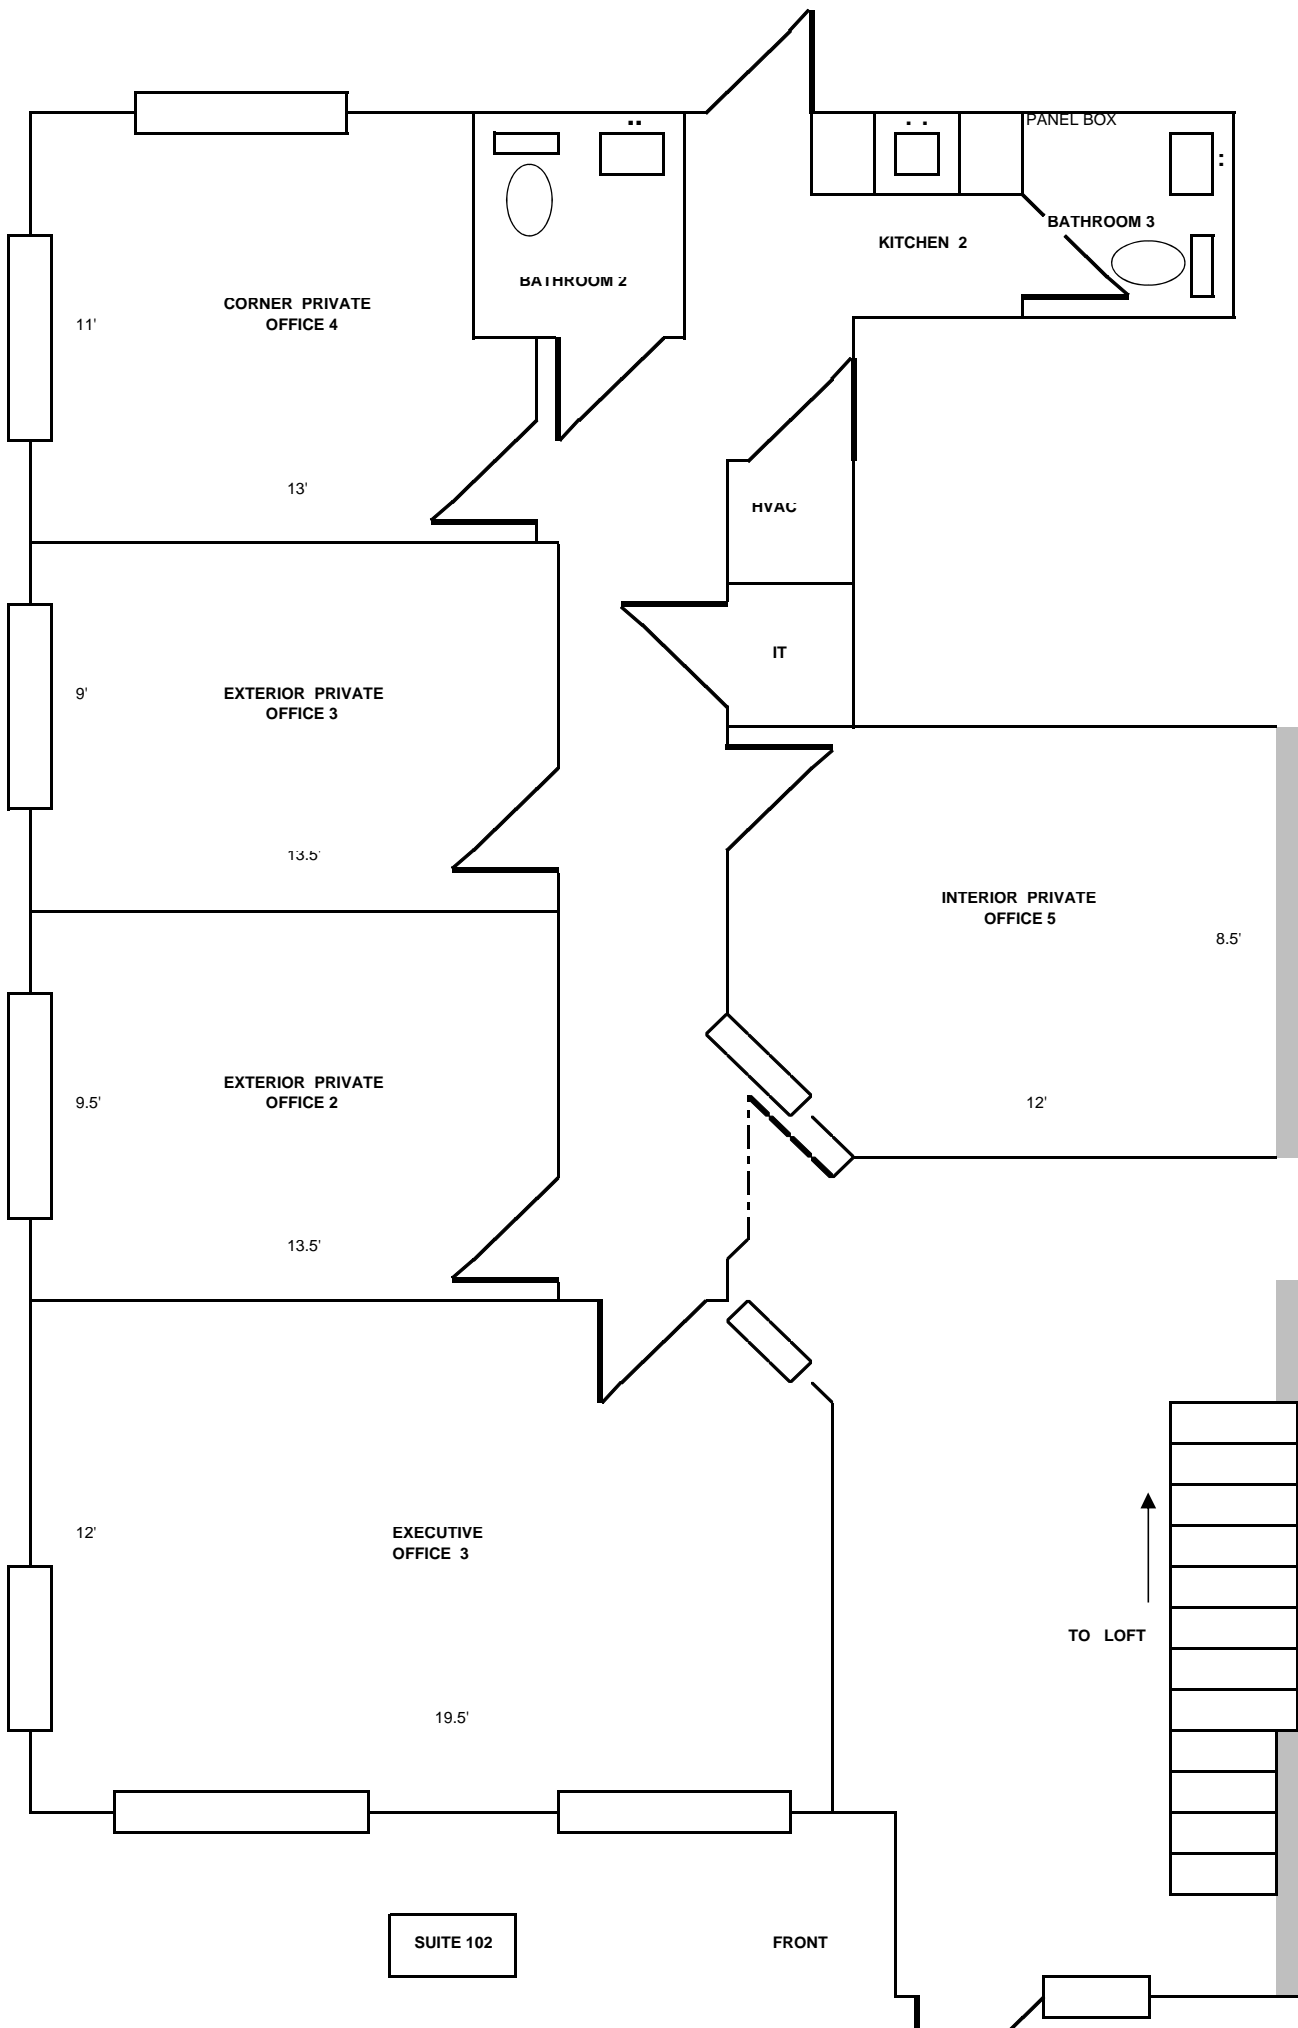 PANEL BOX
BATHROOM 3
KITCHEN 2
BATHROOM 2
CORNER PRIVATE
OFFICE 4
11'
13'
HVAC
IT
9'
EXTERIOR PRIVATE
OFFICE 3
13.5'
INTERIOR PRIVATE
OFFICE 5
8.5'
EXTERIOR PRIVATE
OFFICE 2
9.5'
12'
13.5'
12'
EXECUTIVE
OFFICE 3
TO LOFT
19.5'
SUITE 102
FRONT